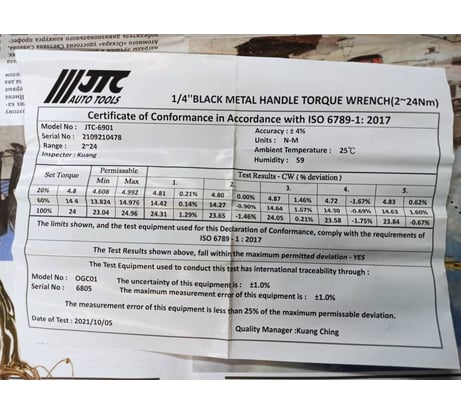 JTC
AUTO TOOLS
1/4"BLACK METAL HANDLE TORQUE WRENCH(2~24Nm)
Certificate of Conformance in Accordance with ISO 6789-1: 2017
Model No : JTC-6901 Accuracy : ± 4%
Serial No : 2109210478 Units : N-M
Range : 2~24 Ambient Temperature : 25℃
Inspector : Kuang Humidity : 59
Set Torque Permissable Test Results - CW (% deviation)
Min Max 1. 2. 3. 4. 5.
20% 4.8 4.608 4.992 4.81 0.21% 4.80 0.00% 4.87 1.46% 4.72 -1.67% 4.83 0.62%
60% 14.4 13.824 14.976 14.42 0.14% 14.27 -0.90% 14.64 1.67% 14.30 -0.69% 14.63 1.60%
100% 24 23.04 24.96 24.31 1.29% 23.65 -1.46% 24.05 0.21% 23.58 -1.75% 23.84 -0.67%
The limits shown, and the test equipment used for this Declaration of Conformance, comply with the requirements of
ISO 6789-1 : 2017
The Test Results shown above, fall within the maximum permitted deviation - YES
The Test Equipment used to conduct this test has international traceability through :
Model No : OGC01 The uncertainty of this equipment is : ±1.0%
Serial No : 6805 The maximum measurement error of this equipment is : ±1.0%
The measurement error of this equipment is less than 25% of the maximum permissable deviation.
Date of Test : 2021/10/05 Quality Manager : Kuang Ching